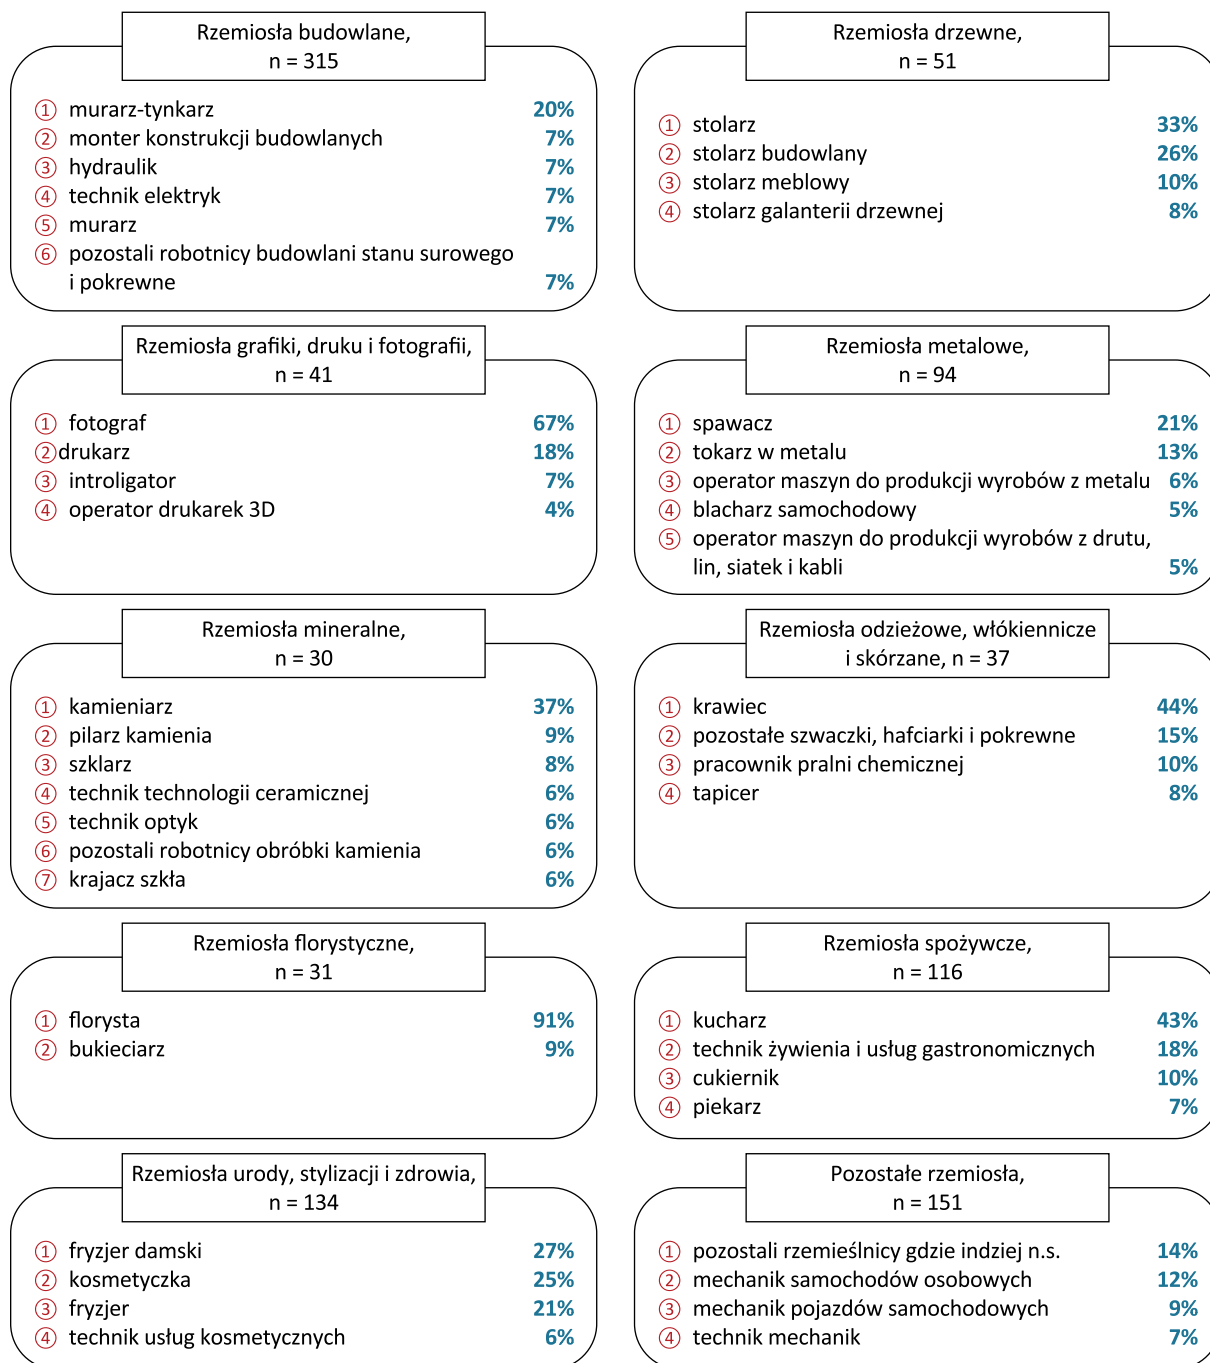 Rzemiosła budowlane,
n = 315
1 murarz-tynkarz 20%
2 monter konstrukcji budowlanych 7%
3 hydraulik 7%
4 technik elektryk 7%
5 murarz 7%
6 pozostali robotnicy budowlani stanu surowego
i pokrewne 7%
Rzemiosła drzewne,
n = 51
1 stolarz 33%
2 stolarz budowlany 26%
3 stolarz meblowy 10%
4 stolarz galanterii drzewnej 8%
Rzemiosła grafiki, druku i fotografii,
n = 41
1 fotograf 67%
2 drukarz 18%
3 introligator 7%
4 operator drukarek 3D 4%
Rzemiosła metalowe,
n = 94
1 spawacz 21%
2 tokarz w metalu 13%
3 operator maszyn do produkcji wyrobów z metalu 6%
4 blacharz samochodowy 5%
5 operator maszyn do produkcji wyrobów z drutu,
lin, siatek i kabli 5%
Rzemiosła mineralne,
n = 30
1 kamieniarz 37%
2 pilarz kamienia 9%
3 szklarz 8%
4 technik technologii ceramicznej 6%
5 technik optyk 6%
6 pozostali robotnicy obróbki kamienia 6%
7 krajacz szkła 6%
Rzemiosła odzieżowe, włókiennicze
i skórzane, n = 37
1 krawiec 44%
2 pozostałe szwaczki, hafciarki i pokrewne 15%
3 pracownik pralni chemicznej 10%
4 tapicer 8%
Rzemiosła florystyczne,
n = 31
1 florysta 91%
2 bukieciarz 9%
Rzemiosła spożywcze,
n = 116
1 kucharz 43%
2 technik żywienia i usług gastronomicznych 18%
3 cukiernik 10%
4 piekarz 7%
Rzemiosła urody, stylizacji i zdrowia,
n = 134
1 fryzjer damski 27%
2 kosmetyczka 25%
3 fryzjer 21%
4 technik usług kosmetycznych 6%
Pozostałe rzemiosła,
n = 151
1 pozostali rzemieślnicy gdzie indziej n.s. 14%
2 mechanik samochodów osobowych 12%
3 mechanik pojazdów samochodowych 9%
4 technik mechanik 7%